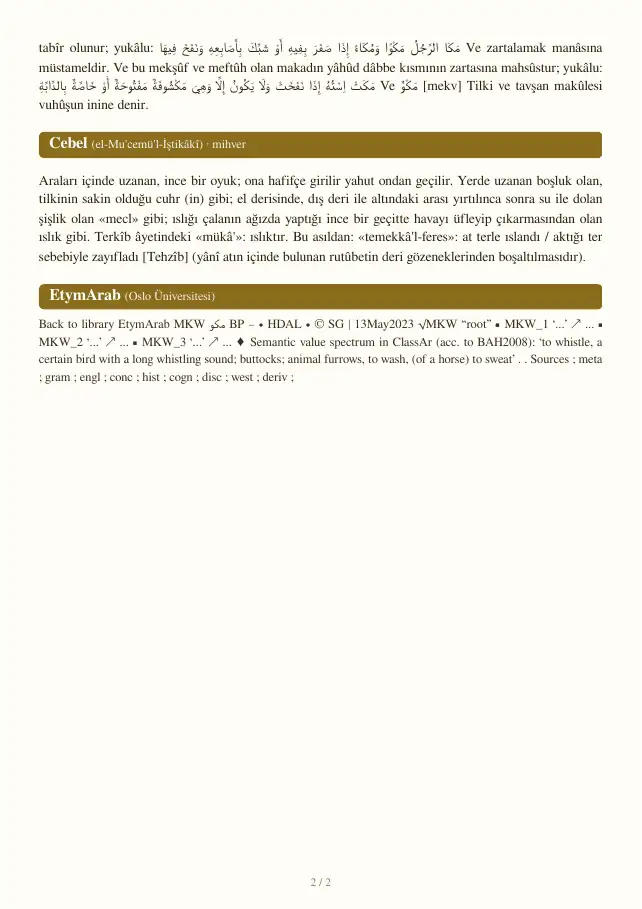 tabîr olunur; yukâlu: مَكَا الرَّجُلُ مَكْوًا وَمُكَاءً إِذَا صَفَرَ بِفِيهِ أَوْ شَبَّكَ بِأَصَابِعِهِ وَنَفَخَ فِيهَا Ve zartalamak manâsına
müstameldir. Ve bu mekşûf ve meftûh olan makadın yâhûd dâbbe kısmının zartasına mahsûstur; yukâlu:
مَكَتْ اِسْتُهُ إِذَا نَفَخَتْ وَلَا يَكُونُ إِلَّا وَهِيَ مَكْشُوفَةٌ مَفْتُوحَةٌ أَوْ خَاصَّةٌ بِالدَّابَّةِ Ve مَكْوٌ [mekv] Tilki ve tavşan makûlesi
vuhûşun inine denir.
Cebel (el-Mu'cemü'l-İştikâkî) · mihver
Araları içinde uzanan, ince bir oyuk; ona hafifçe girilir yahut ondan geçilir. Yerde uzanan boşluk olan,
tilkinin sakin olduğu cuhr (in) gibi; el derisinde, dış deri ile altındaki arası yırtılınca sonra su ile dolan
şişlik olan «mecl» gibi; ıslığı çalanın ağızda yaptığı ince bir geçitte havayı üfleyip çıkarmasından olan
ıslık gibi. Terkîb âyetindeki «mükâ'»: ıslıktır. Bu asıldan: «temekkâ'l-feres»: at terle ıslandı / aktığı ter
sebebiyle zayıfladı [Tehzîb] (yânî atın içinde bulunan rutûbetin deri gözeneklerinden boşaltılmasıdır).
EtymArab (Oslo Üniversitesi)
Back to library EtymArab MKW مكو BP – • HDAL • © SG | 13May2023 √MKW “root” ▪ MKW_1 ‘...’ ↗ ... ▪
MKW_2 ‘...’ ↗ ... ▪ MKW_3 ‘...’ ↗ ... ♦ Semantic value spectrum in ClassAr (acc. to BAH2008): ‘to whistle, a
certain bird with a long whistling sound; buttocks; animal furrows, to wash, (of a horse) to sweat’ . . Sources ; meta
; gram ; engl ; conc ; hist ; cogn ; disc ; west ; deriv ;
2 / 2